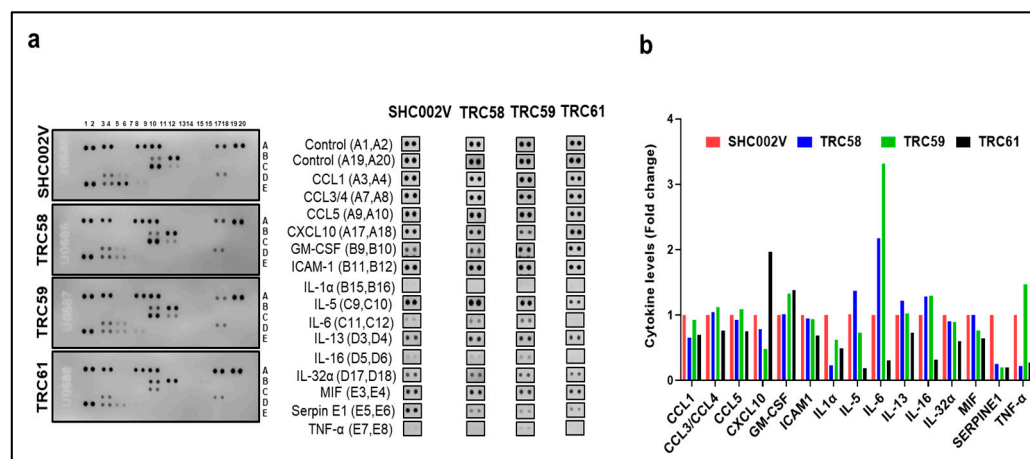 a
b
1 2 3 4 5 6 7 8 9 10 11 12 13 14 15 15 17 18 19 20
SHC002V
A
B
C
D
E
TRC58
U0686
A
B
C
D
E
TRC59
U0687
A
B
C
D
E
TRC61
U0688
A
B
C
D
E
SHC002V TRC58 TRC59 TRC61
Control (A1,A2)
Control (A19,A20)
CCL1 (A3,A4)
CCL3/4 (A7,A8)
CCL5 (A9,A10)
CXCL10 (A17,A18)
GM-CSF (B9,B10)
ICAM-1 (B11,B12)
IL-1α (B15,B16)
IL-5 (C9,C10)
IL-6 (C11,C12)
IL-13 (D3,D4)
IL-16 (D5,D6)
IL-32α (D17,D18)
MIF (E3,E4)
Serpin E1 (E5,E6)
TNF-α (E7,E8)
Cytokine levels (Fold change)
4
3
2
1
0
SHC002V TRC58 TRC59 TRC61
CCL1
CCL3/CCL4
CCL5
CXCL10
GM-CSF
ICAM1
IL1α
IL-5
IL-6
IL-13
IL-16
IL-32α
MIF
SERPINE1
TNF-α